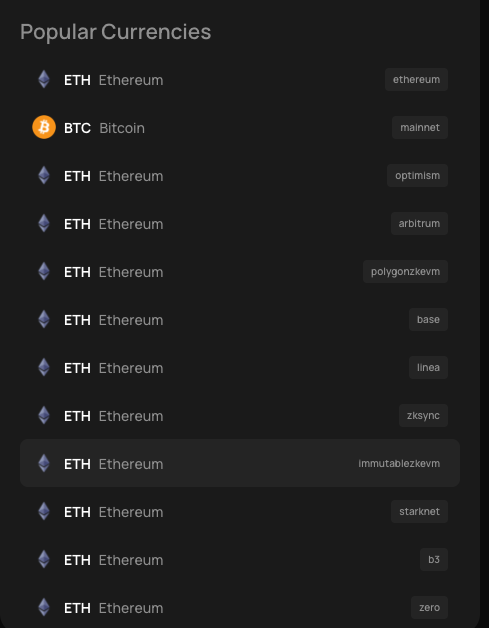 Popular Currencies
ETH Ethereum ethereum
BTC Bitcoin mainnet
ETH Ethereum optimism
ETH Ethereum arbitrum
ETH Ethereum polygonzkevm
ETH Ethereum base
ETH Ethereum linea
ETH Ethereum zksync
ETH Ethereum immutablezkevm
ETH Ethereum starknet
ETH Ethereum b3
ETH Ethereum zero